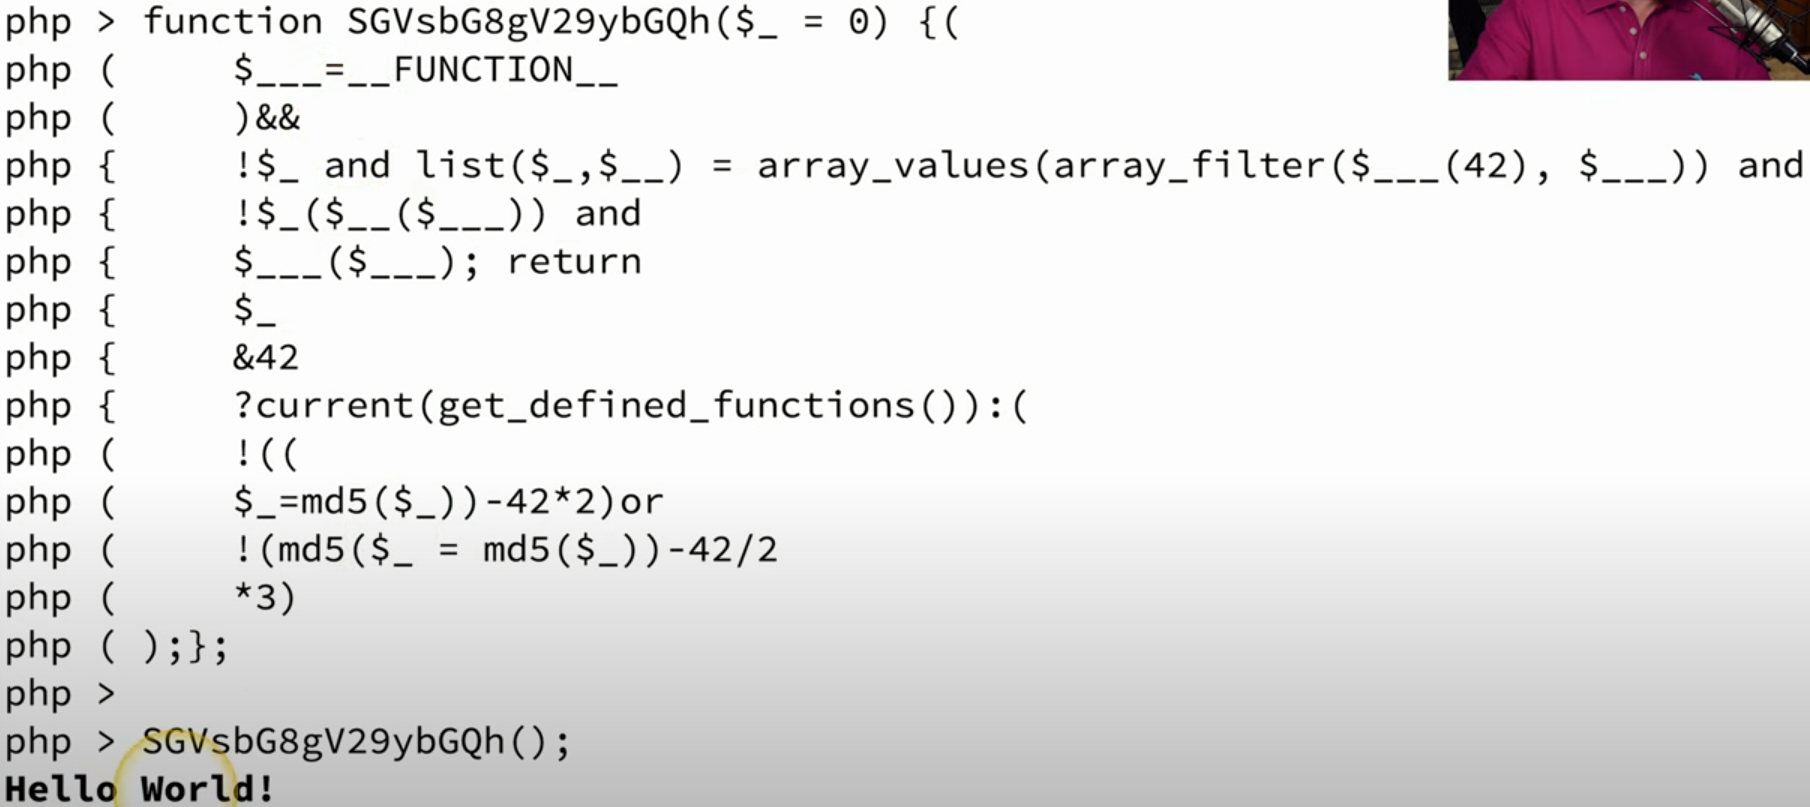 php > function SGVsbG8gV29ybGQh($_ = 0) {(
php (     $___=__FUNCTION__
php (     )&&
php {     !$_ and list($_,$__) = array_values(array_filter($___(42), $___)) and
php {     !$_($__($___)) and
php {     $___($___); return
php {     $_
php {     &42
php {     ?current(get_defined_functions()):(
php (     !((
php (     $_=md5($_))-42*2)or
php (     !(md5($_ = md5($_))-42/2
php (     *3)
php ( );};
php >
php > SGVsbG8gV29ybGQh();
Hello World!